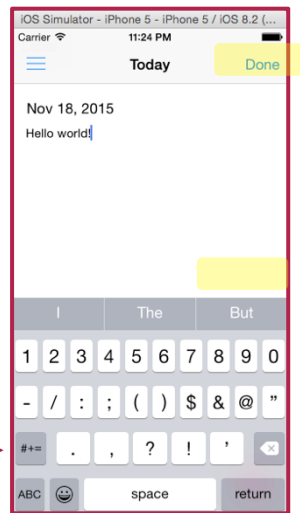 iOS Simulator - iPhone 5 - iPhone 5 / iOS 8.2 (...
Carrier 11:24 PM
Today Done
Nov 18, 2015
Hello world!
I The But
1 2 3 4 5 6 7 8 9 0
- / : ; ( ) $ & @ "
#+= . , ? ! '
ABC space return